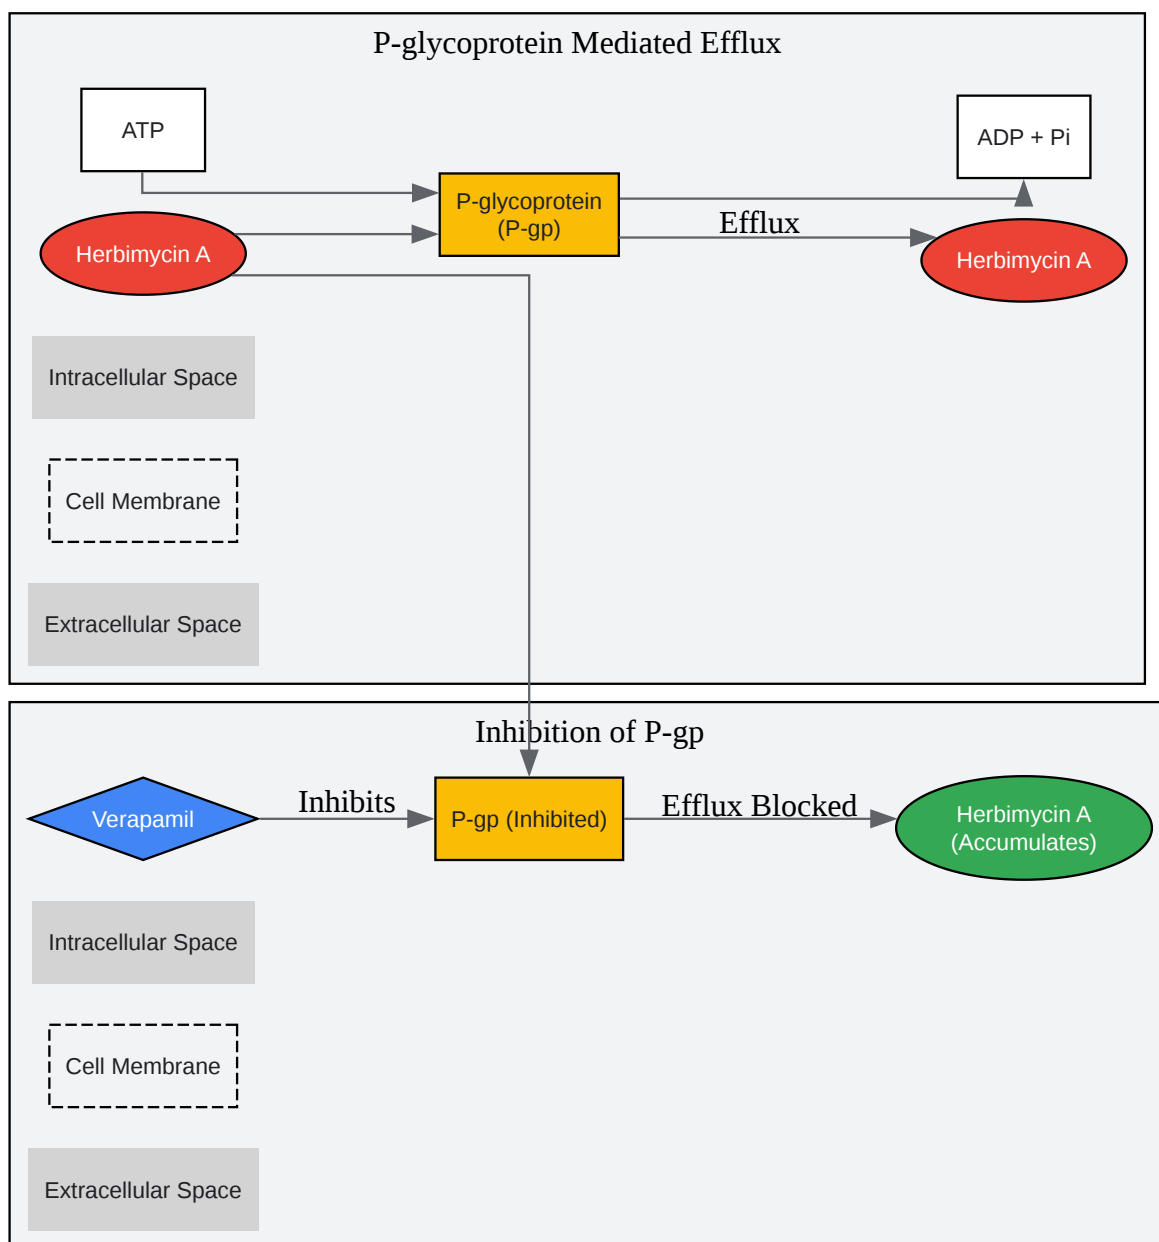 P-glycoprotein Mediated Efflux
ATP
ADP + Pi
P-glycoprotein
(P-gp)
Efflux
Herbimycin A
Herbimycin A
Intracellular Space
Cell Membrane
Extracellular Space
Inhibition of P-gp
Verapamil
Inhibits
P-gp (Inhibited)
Efflux Blocked
Herbimycin A
(Accumulates)
Intracellular Space
Cell Membrane
Extracellular Space